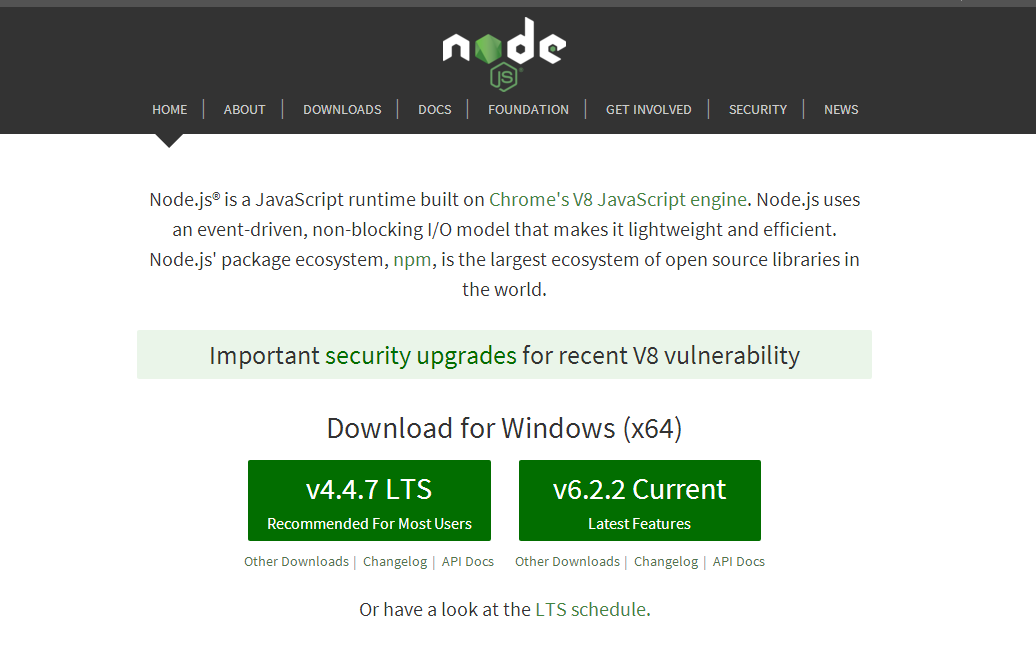 node
JS
HOME | ABOUT | DOWNLOADS | DOCS | FOUNDATION | GET INVOLVED | SECURITY | NEWS
Node.js® is a JavaScript runtime built on Chrome's V8 JavaScript engine. Node.js uses
an event-driven, non-blocking I/O model that makes it lightweight and efficient.
Node.js' package ecosystem, npm, is the largest ecosystem of open source libraries in
the world.
Important security upgrades for recent V8 vulnerability
Download for Windows (x64)
v4.4.7 LTS
Recommended For Most Users
v6.2.2 Current
Latest Features
Other Downloads | Changelog | API Docs
Other Downloads | Changelog | API Docs
Or have a look at the LTS schedule.